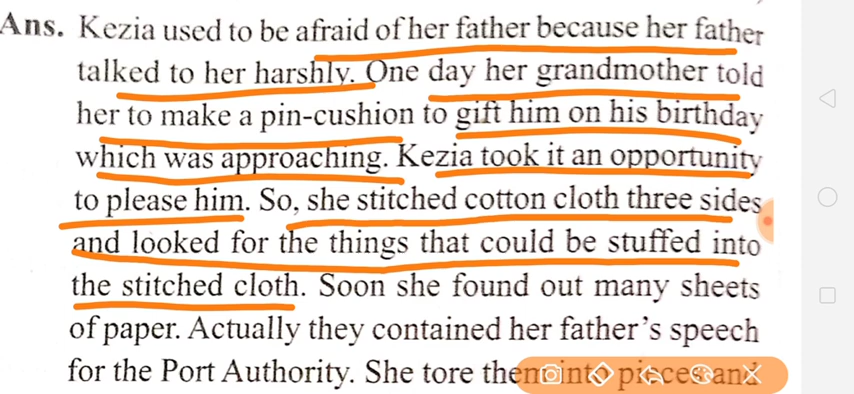 Ans. Kezia used to be afraid of her father because her father
talked to her harshly. One day her grandmother told
her to make a pin-cushion to gift him on his birthday
which was approaching. Kezia took it an opportunity
to please him. So, she stitched cotton cloth three sides
and looked for the things that could be stuffed into
the stitched cloth. Soon she found out many sheets
of paper. Actually they contained her father's speech
for the Port Authority. She tore them into pieces and